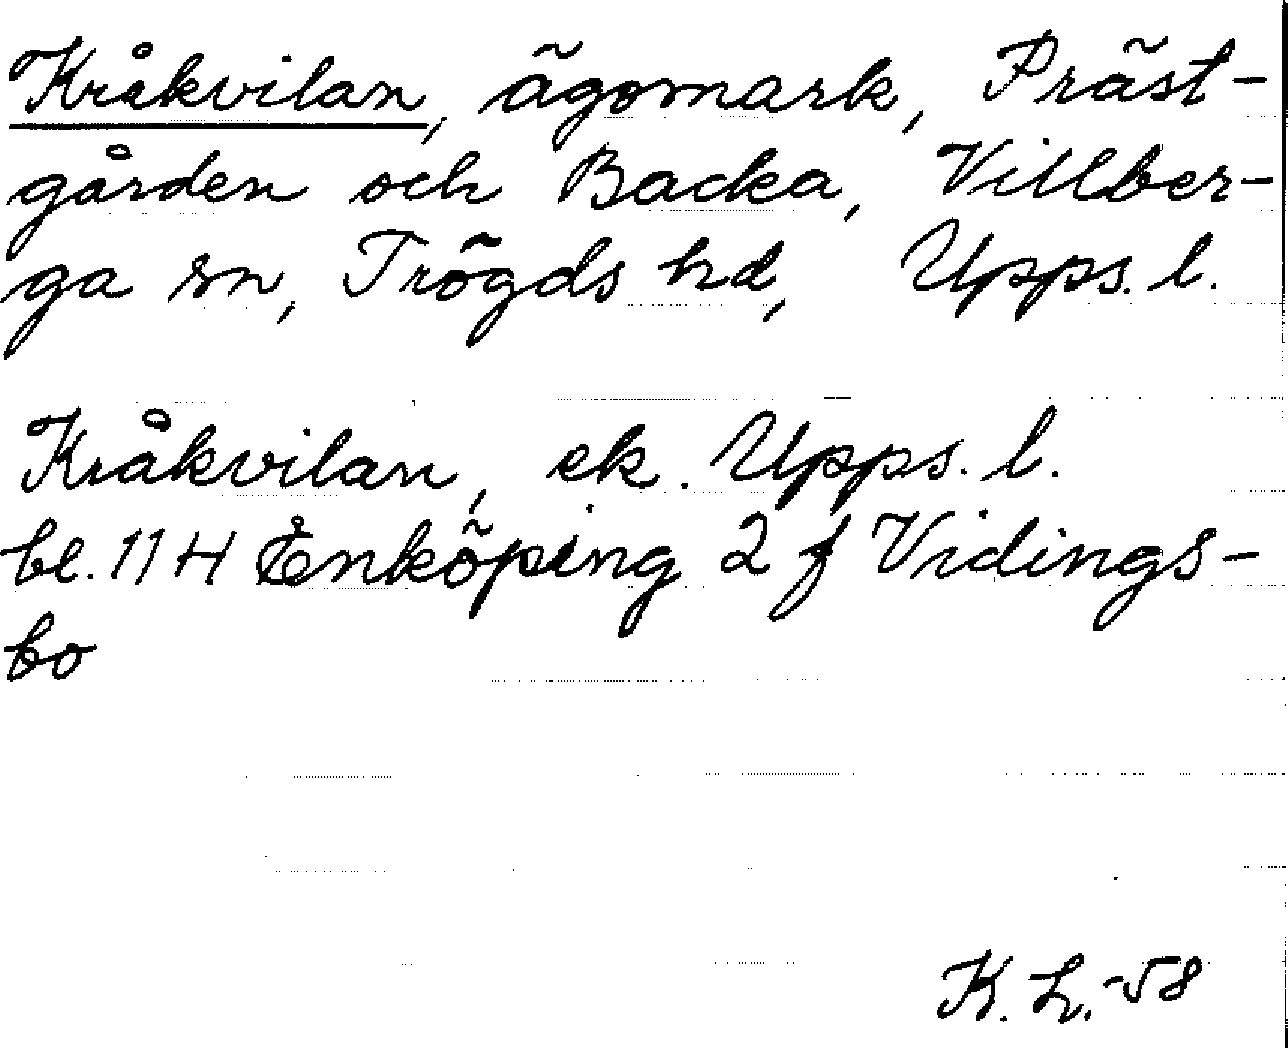 Kråkvilan, ägomark, Präst-
gården och Backa, Villber-
ga sn, Trögds hd, Upps. l.
Kråkvilan, ek. Upps. l.
bl. 11 H Enköping 2 f Vidings-
bo
K. L. -58